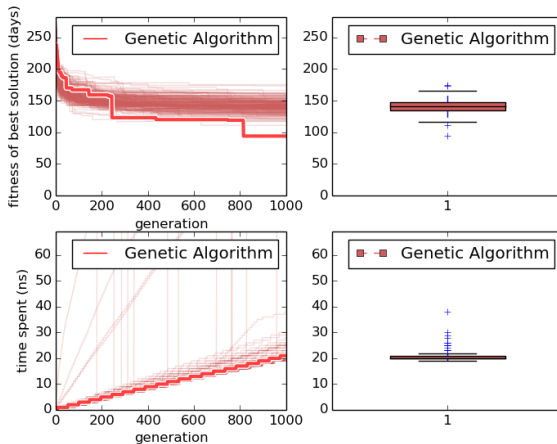 fitness of best solution (days)
250
200
150
100
50
0
Genetic Algorithm
0 200 400 600 800 1000
generation
250
200
150
100
50
0
Genetic Algorithm
1
time spent (ns)
60
50
40
30
20
10
0
Genetic Algorithm
0 200 400 600 800 1000
generation
60
50
40
30
20
10
0
Genetic Algorithm
1